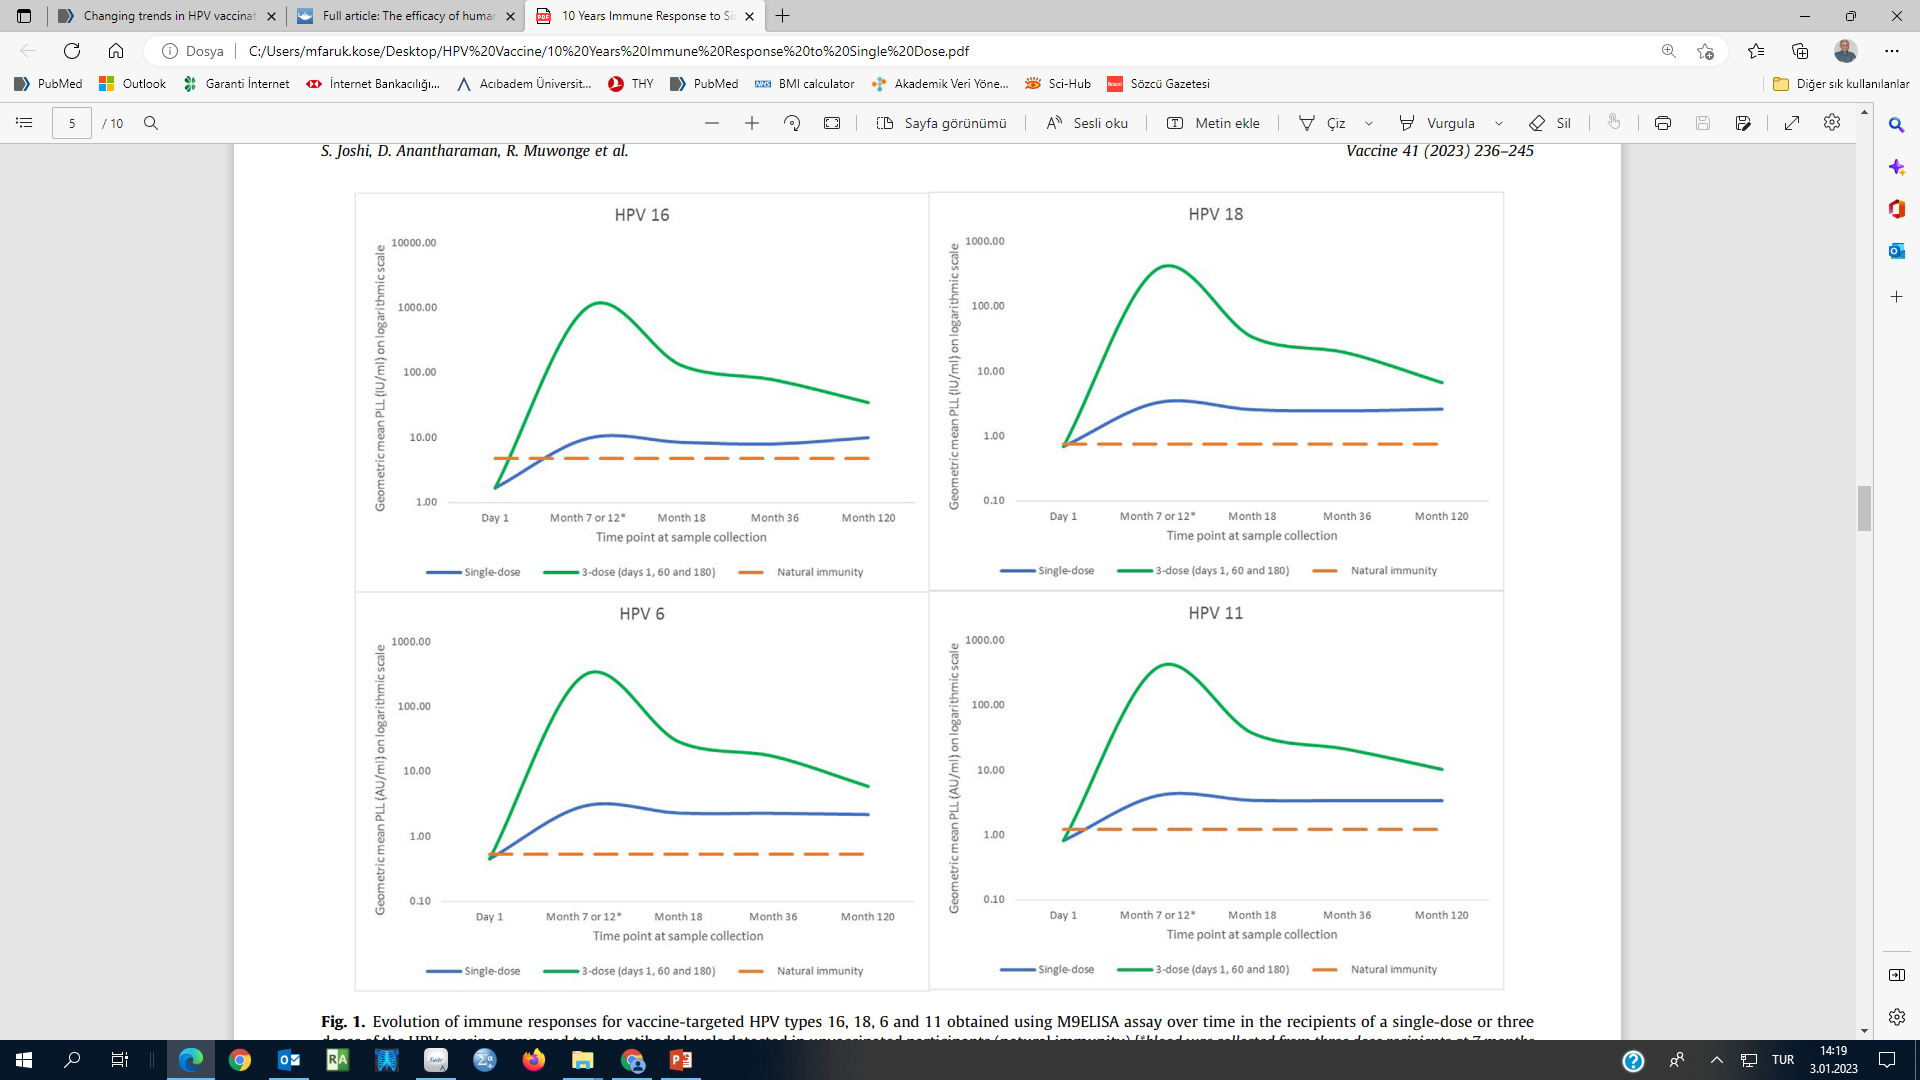 Changing trends in HPV vaccinat
Full article: The efficacy of humar
10 Years Immune Response to Si
Dosya
C:/Users/mfaruk.kose/Desktop/HPV%20Vaccine/10%20Years%20Immune%20Response%20to%20Single%20Dose.pdf
PubMed Outlook Garanti İnternet İnternet Bankacılığı... Acıbadem Üniversit... THY PubMed BMI calculator Akademik Veri Yöne... Sci-Hub Sözcü Gazetesi Diğer sık kullanılanlar
5 / 10 Sayfa görünümü Sesli oku Metin ekle Çiz Vurgula Sil
S. Joshi, D. Anantharaman, R. Muwonge et al. Vaccine 41 (2023) 236–245
HPV 16
Geometric mean PLL (IU/ml) on logarithmic scale
10000.00
1000.00
100.00
10.00
1.00
Day 1 Month 7 or 12* Month 18 Month 36 Month 120
Time point at sample collection
Single-dose 3-dose (days 1, 60 and 180) Natural immunity
HPV 18
Geometric mean PLL (IU/ml) on logarithmic scale
1000.00
100.00
10.00
1.00
0.10
Day 1 Month 7 or 12* Month 18 Month 36 Month 120
Time point at sample collection
Single-dose 3-dose (days 1, 60 and 180) Natural immunity
HPV 6
Geometric mean PLL (AU/ml) on logarithmic scale
1000.00
100.00
10.00
1.00
0.10
Day 1 Month 7 or 12* Month 18 Month 36 Month 120
Time point at sample collection
Single-dose 3-dose (days 1, 60 and 180) Natural immunity
HPV 11
Geometric mean PLL (AU/ml) on logarithmic scale
1000.00
100.00
10.00
1.00
0.10
Day 1 Month 7 or 12* Month 18 Month 36 Month 120
Time point at sample collection
Single-dose 3-dose (days 1, 60 and 180) Natural immunity
Fig. 1. Evolution of immune responses for vaccine-targeted HPV types 16, 18, 6 and 11 obtained using M9ELISA assay over time in the recipients of a single-dose or three
TUR
14:19
3.01.2023